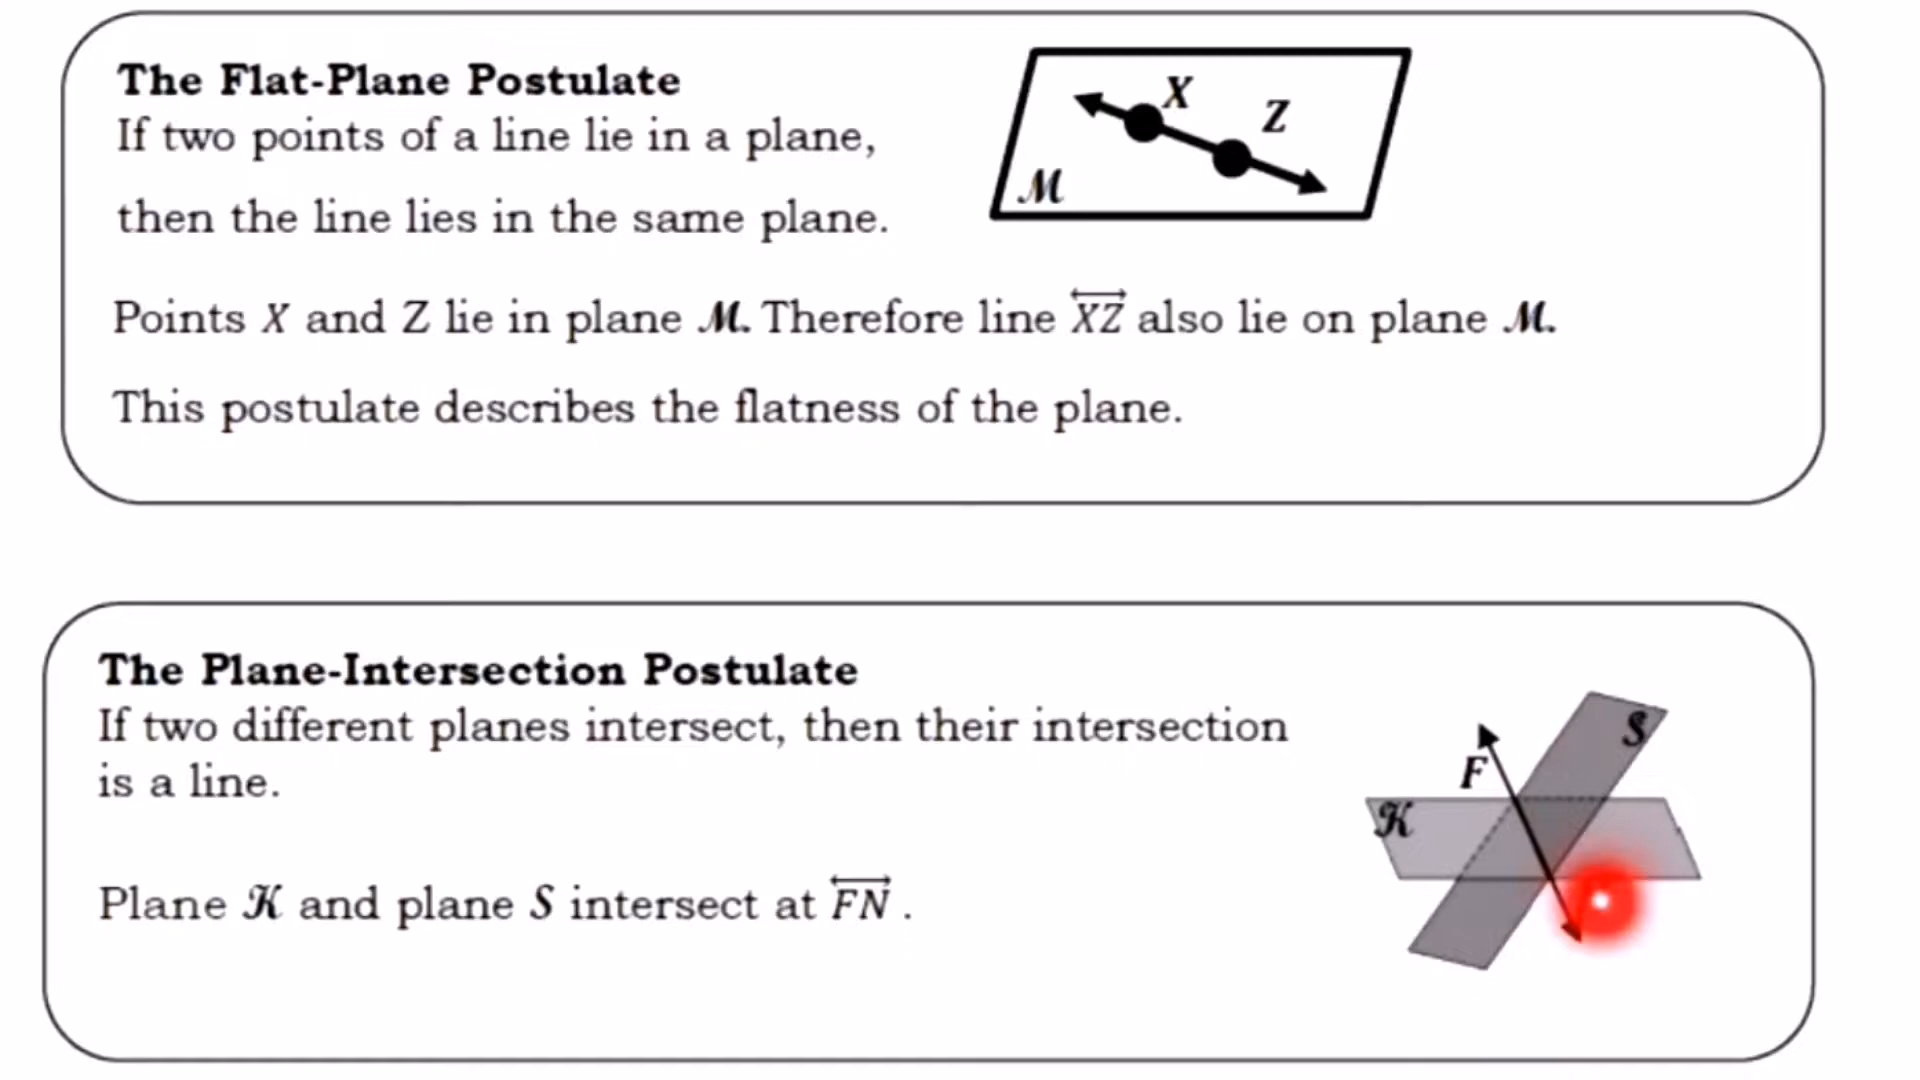 The Flat-Plane Postulate
If two points of a line lie in a plane,
then the line lies in the same plane.
X
Z
ℳ
Points X and Z lie in plane ℳ. Therefore line XZ also lie on plane ℳ.
This postulate describes the flatness of the plane.
The Plane-Intersection Postulate
If two different planes intersect, then their intersection
is a line.
S
F
K
Plane K and plane S intersect at FN .